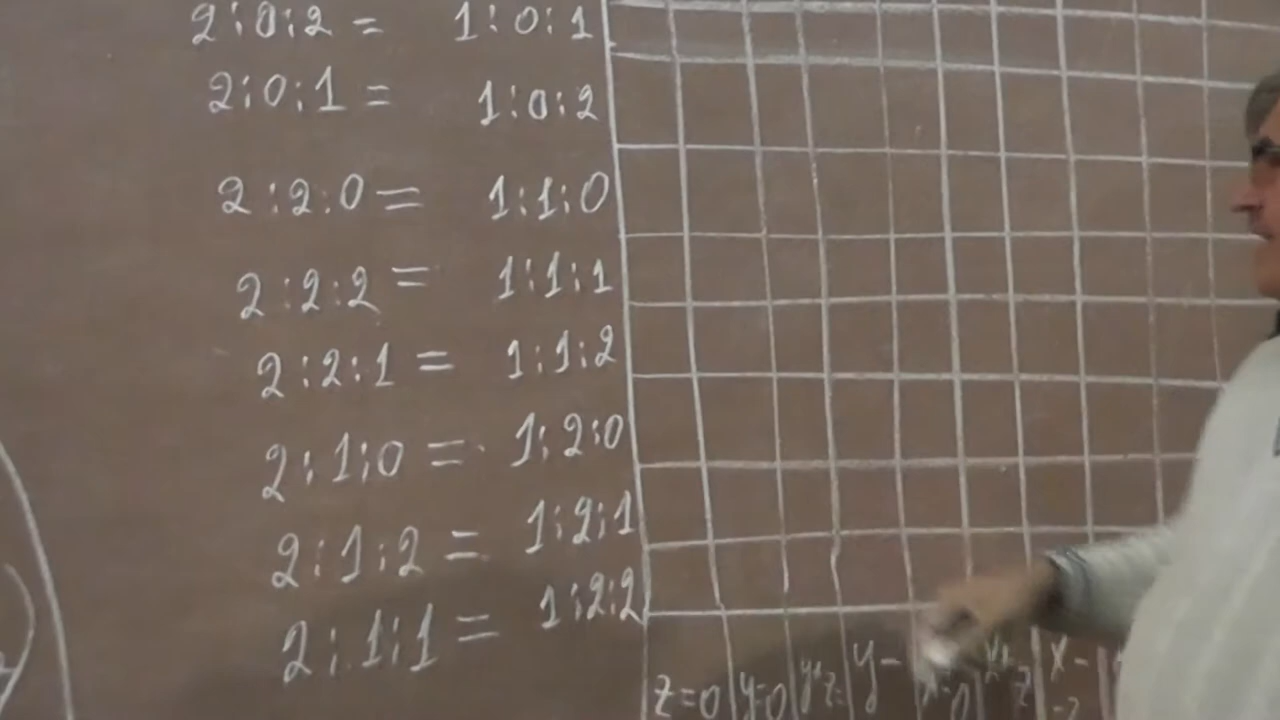 2:0:2 = 1:0:1
2:0:1 = 1:0:2
2:2:0 = 1:1:0
2:2:2 = 1:1:1
2:2:1 = 1:1:2
2:1:0 = 1:2:0
2:1:2 = 1:2:1
2:1:1 = 1:2:2
z=0 y=0 y+z= y- x+z x-